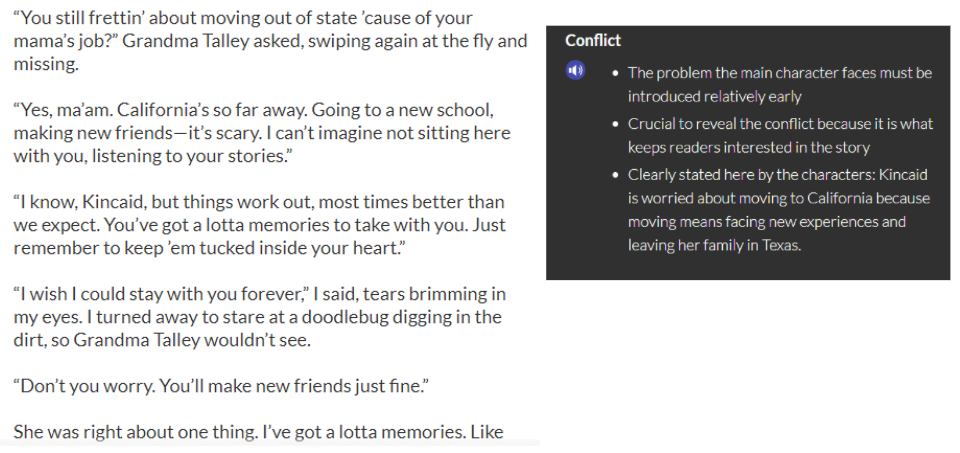 “You still frettin’ about moving out of state ’cause of your
mama’s job?” Grandma Talley asked, swiping again at the fly and
missing.
“Yes, ma’am. California’s so far away. Going to a new school,
making new friends—it’s scary. I can’t imagine not sitting here
with you, listening to your stories.”
“I know, Kincaid, but things work out, most times better than
we expect. You’ve got a lotta memories to take with you. Just
remember to keep ’em tucked inside your heart.”
“I wish I could stay with you forever,” I said, tears brimming in
my eyes. I turned away to stare at a doodlebug digging in the
dirt, so Grandma Talley wouldn’t see.
“Don’t you worry. You’ll make new friends just fine.”
She was right about one thing. I’ve got a lotta memories. Like
Conflict
• The problem the main character faces must be
introduced relatively early
• Crucial to reveal the conflict because it is what
keeps readers interested in the story
• Clearly stated here by the characters: Kincaid
is worried about moving to California because
moving means facing new experiences and
leaving her family in Texas.